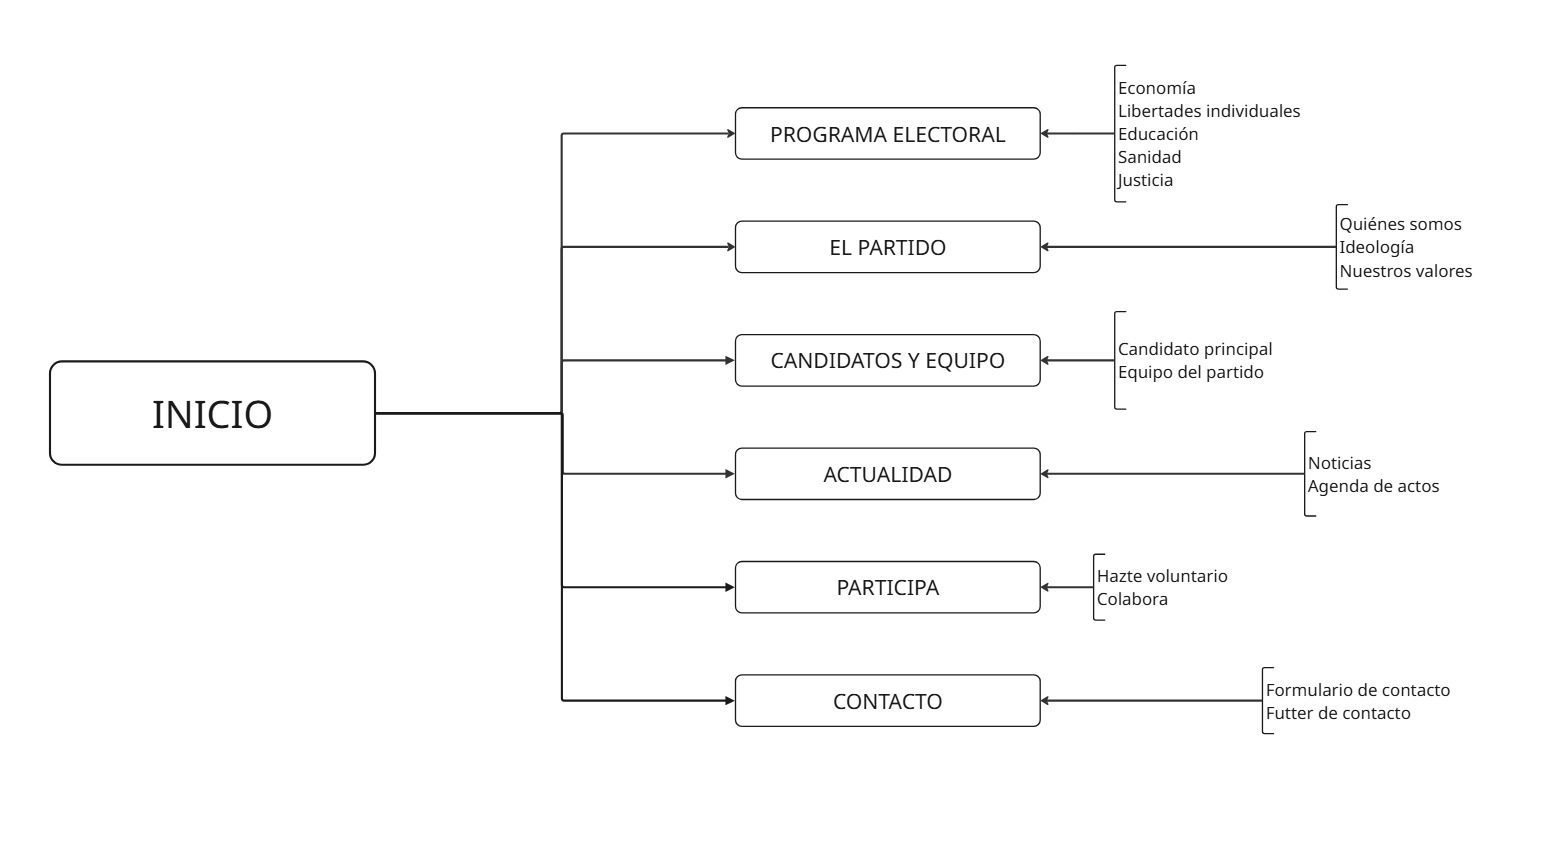 INICIO
PROGRAMA ELECTORAL
Economía
Libertades individuales
Educación
Sanidad
Justicia
EL PARTIDO
Quiénes somos
Ideología
Nuestros valores
CANDIDATOS Y EQUIPO
Candidato principal
Equipo del partido
ACTUALIDAD
Noticias
Agenda de actos
PARTICIPA
Hazte voluntario
Colabora
CONTACTO
Formulario de contacto
Futter de contacto